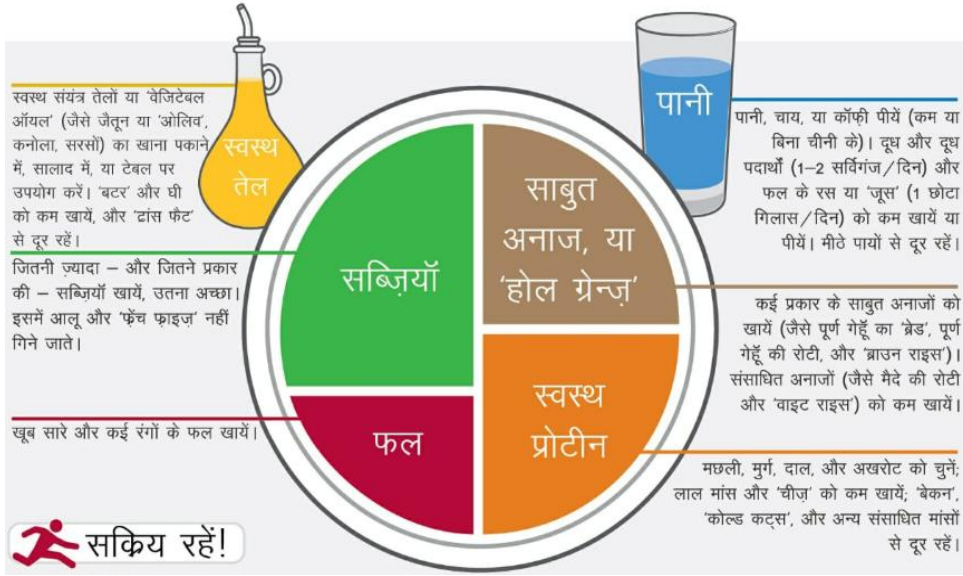 स्वस्थ संयंत्र तेलों या 'वेजिटेबल
ऑयल' (जैसे जैतून या 'ओलिव',
कनोला, सरसों) का खाना पकाने
में, सालाद में, या टेबल पर
उपयोग करें। 'बटर' और घी
को कम खायें, और 'ट्रांस फैट'
से दूर रहें।
स्वस्थ
तेल
जितनी ज़्यादा – और जितने प्रकार
की – सब्ज़ियॉ खायें, उतना अच्छा।
इसमें आलू और 'फ्रेंच फ्राइज़' नहीं
गिने जाते।
खूब सारे और कई रंगों के फल खायें।
सक्रिय रहें!
सब्ज़ियॉ
फल
साबुत
अनाज, या
'होल ग्रेन्ज़'
स्वस्थ
प्रोटीन
पानी
पानी, चाय, या कॉफ़ी पीयें (कम या
बिना चीनी के)। दूध और दूध
पदार्थों (1–2 सर्विगंज/दिन) और
फल के रस या 'जूस' (1 छोटा
गिलास/दिन) को कम खायें या
पीयें। मीठे पायों से दूर रहें।
कई प्रकार के साबुत अनाजों को
खायें (जैसे पूर्ण गेहूँ का 'ब्रेड', पूर्ण
गेहूँ की रोटी, और 'ब्राउन राइस')।
संसाधित अनाजों (जैसे मैदे की रोटी
और 'वाइट राइस') को कम खायें।
मछली, मुर्ग, दाल, और अखरोट को चुनें;
लाल मांस और 'चीज़' को कम खायें; 'बेकन',
'कोल्ड कट्स', और अन्य संसाधित मांसों
से दूर रहें।